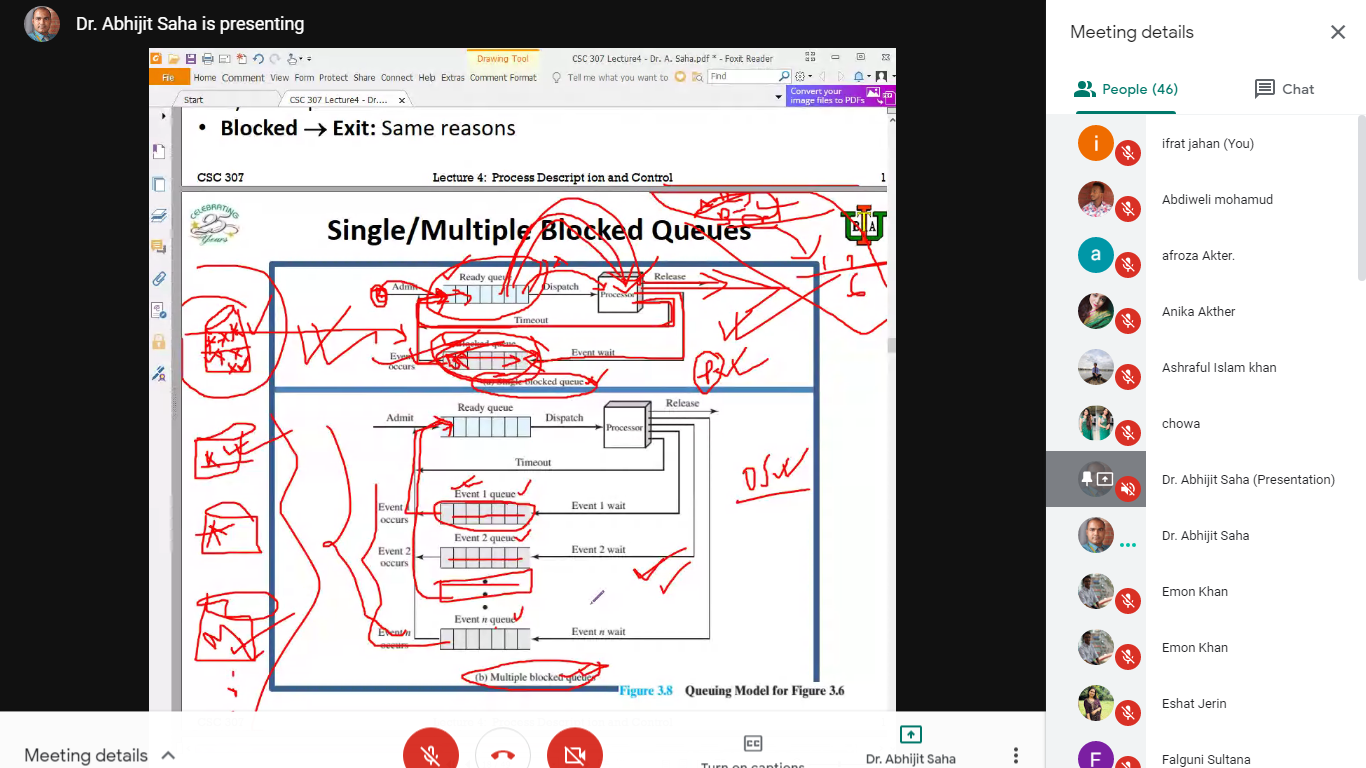 Dr. Abhijit Saha is presenting
Meeting details
People (46)
Chat
Drawing Tool
CSC 307 Lecture4 - Dr. A. Saha.pdf * - Foxit Reader
File
Home
Comment
View
Form
Protect
Share
Connect
Help
Extras
Comment Format
Tell me what you want to
Find
Start
CSC 307 Lecture4 - Dr....
Convert your
image files to PDFs
• Blocked → Exit: Same reasons
CSC 307
Lecture 4: Process Description and Control
1
CELEBRATING
25
Years
Single/Multiple Blocked Queues
Admit
Ready queue
Dispatch
Processor
Release
Timeout
Blocked queue
Event
occurs
Event wait
(a) Single blocked queue
Admit
Ready queue
Dispatch
Processor
Release
Timeout
Event 1 queue
Event 1
occurs
Event 1 wait
Event 2 queue
Event 2
occurs
Event 2 wait
Event n queue
Event n
occurs
Event n wait
(b) Multiple blocked queues
Figure 3.8 Queuing Model for Figure 3.6
ifrat jahan (You)
Abdiweli mohamud
afroza Akter.
Anika Akther
Ashraful Islam khan
chowa
Dr. Abhijit Saha (Presentation)
Dr. Abhijit Saha
Emon Khan
Emon Khan
Eshat Jerin
Falguni Sultana
Meeting details
Turn on captions
Dr. Abhijit Saha